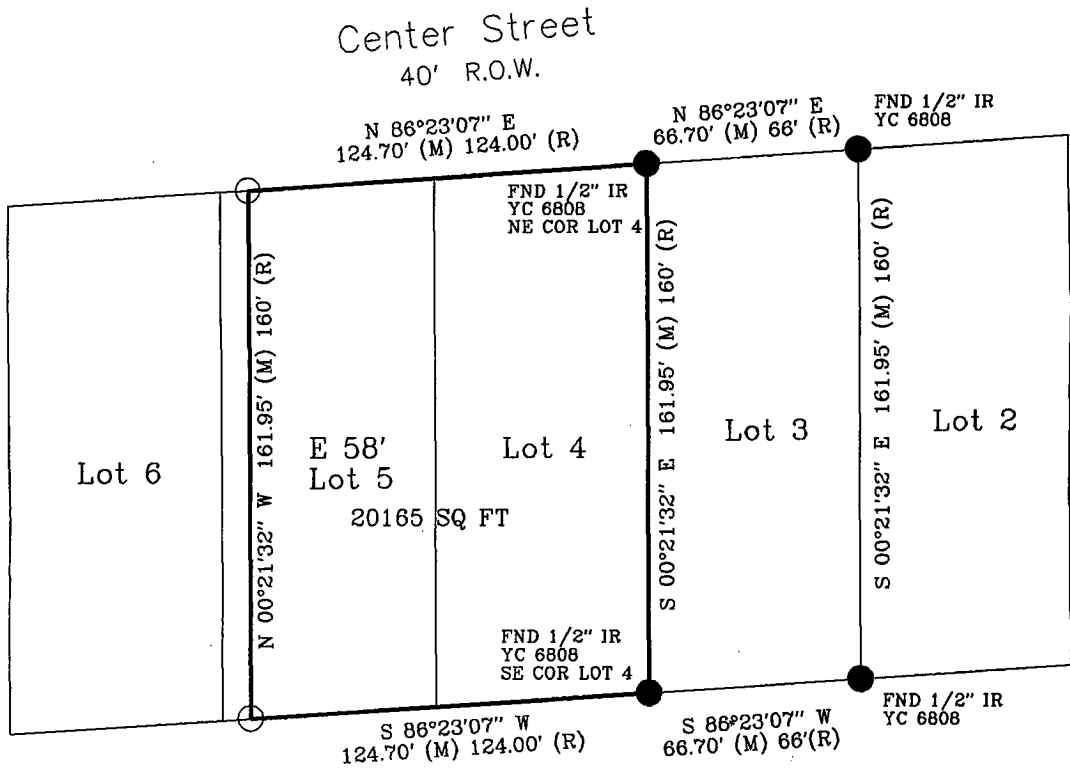 Center Street
40' R.O.W.
N 86°23'07" E
124.70' (M) 124.00' (R)
N 86°23'07" E
66.70' (M) 66' (R)
FND 1/2" IR
YC 6808
FND 1/2" IR
YC 6808
NE COR LOT 4
N 00°21'32" W 161.95' (M) 160' (R)
S 00°21'32" E 161.95' (M) 160' (R)
S 00°21'32" E 161.95' (M) 160' (R)
Lot 6
E 58'
Lot 5
Lot 4
Lot 3
Lot 2
20165 SQ FT
FND 1/2" IR
YC 6808
SE COR LOT 4
S 86°23'07" W
124.70' (M) 124.00' (R)
S 86°23'07" W
66.70' (M) 66'(R)
FND 1/2" IR
YC 6808